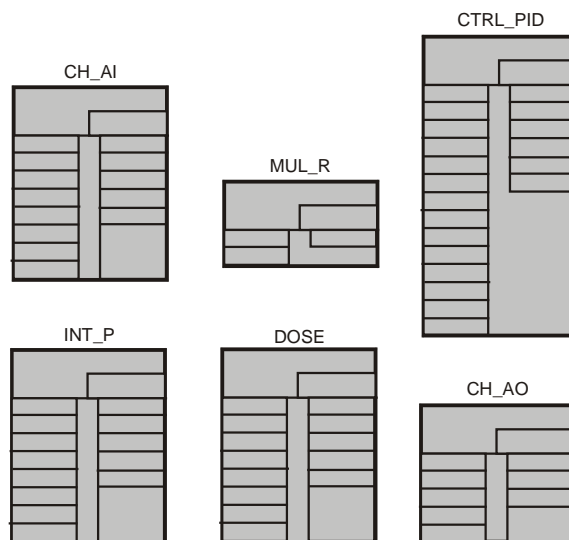 CTRL_PID
CH_AI
MUL_R
INT_P
DOSE
CH_AO